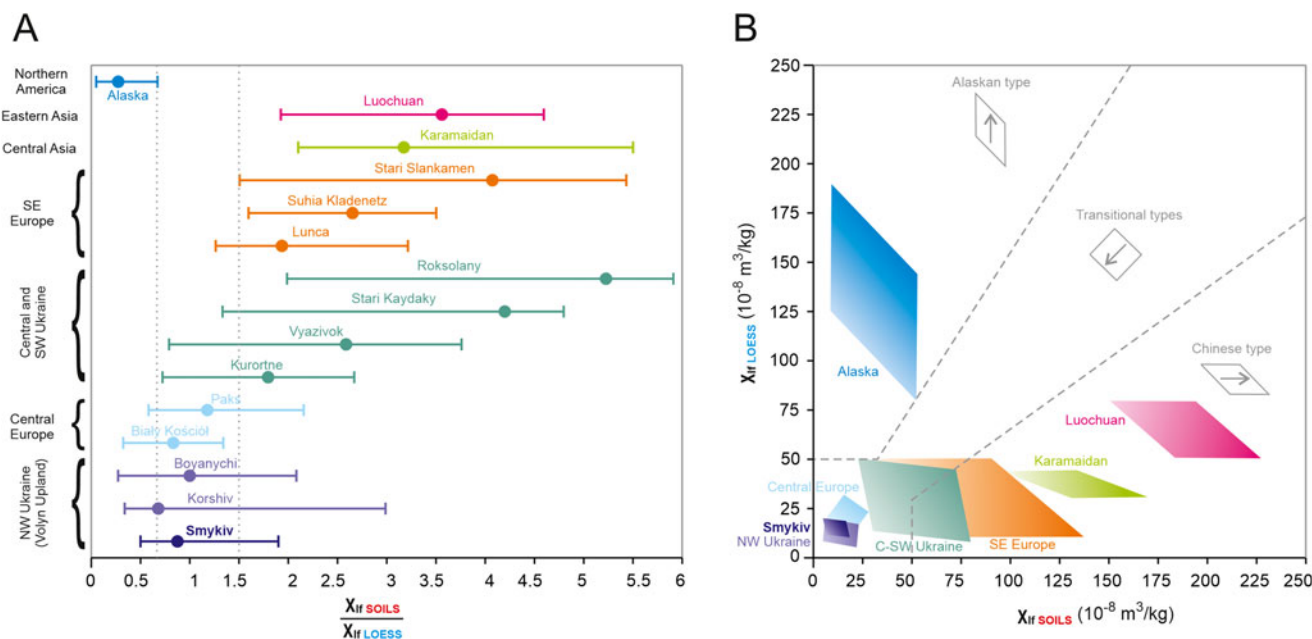 A
Northern
America
Alaska
Eastern Asia
Luochuan
Central Asia
Karamaidan
SE
Europe
Stari Slankamen
Suhia Kladenetz
Lunca
Central and
SW Ukraine
Roksolany
Stari Kaydaky
Vyazivok
Kurortne
Central
Europe
Paks
Biały Kościół
NW Ukraine
(Volyn Upland)
Boyanychi
Korshiv
Smykiv
0 0.5 1 1.5 2 2.5 3 3.5 4 4.5 5 5.5 6
χlf SOILS
χlf LOESS
B
250
225
200
175
150
125
100
75
50
25
0
χlf LOESS (10⁻⁸ m³/kg)
Alaskan type
Transitional types
Chinese type
Alaska
Luochuan
Karamaidan
Central Europe
Smykiv
NW Ukraine
C-SW Ukraine
SE Europe
0 25 50 75 100 125 150 175 200 225 250
χlf SOILS (10⁻⁸ m³/kg)